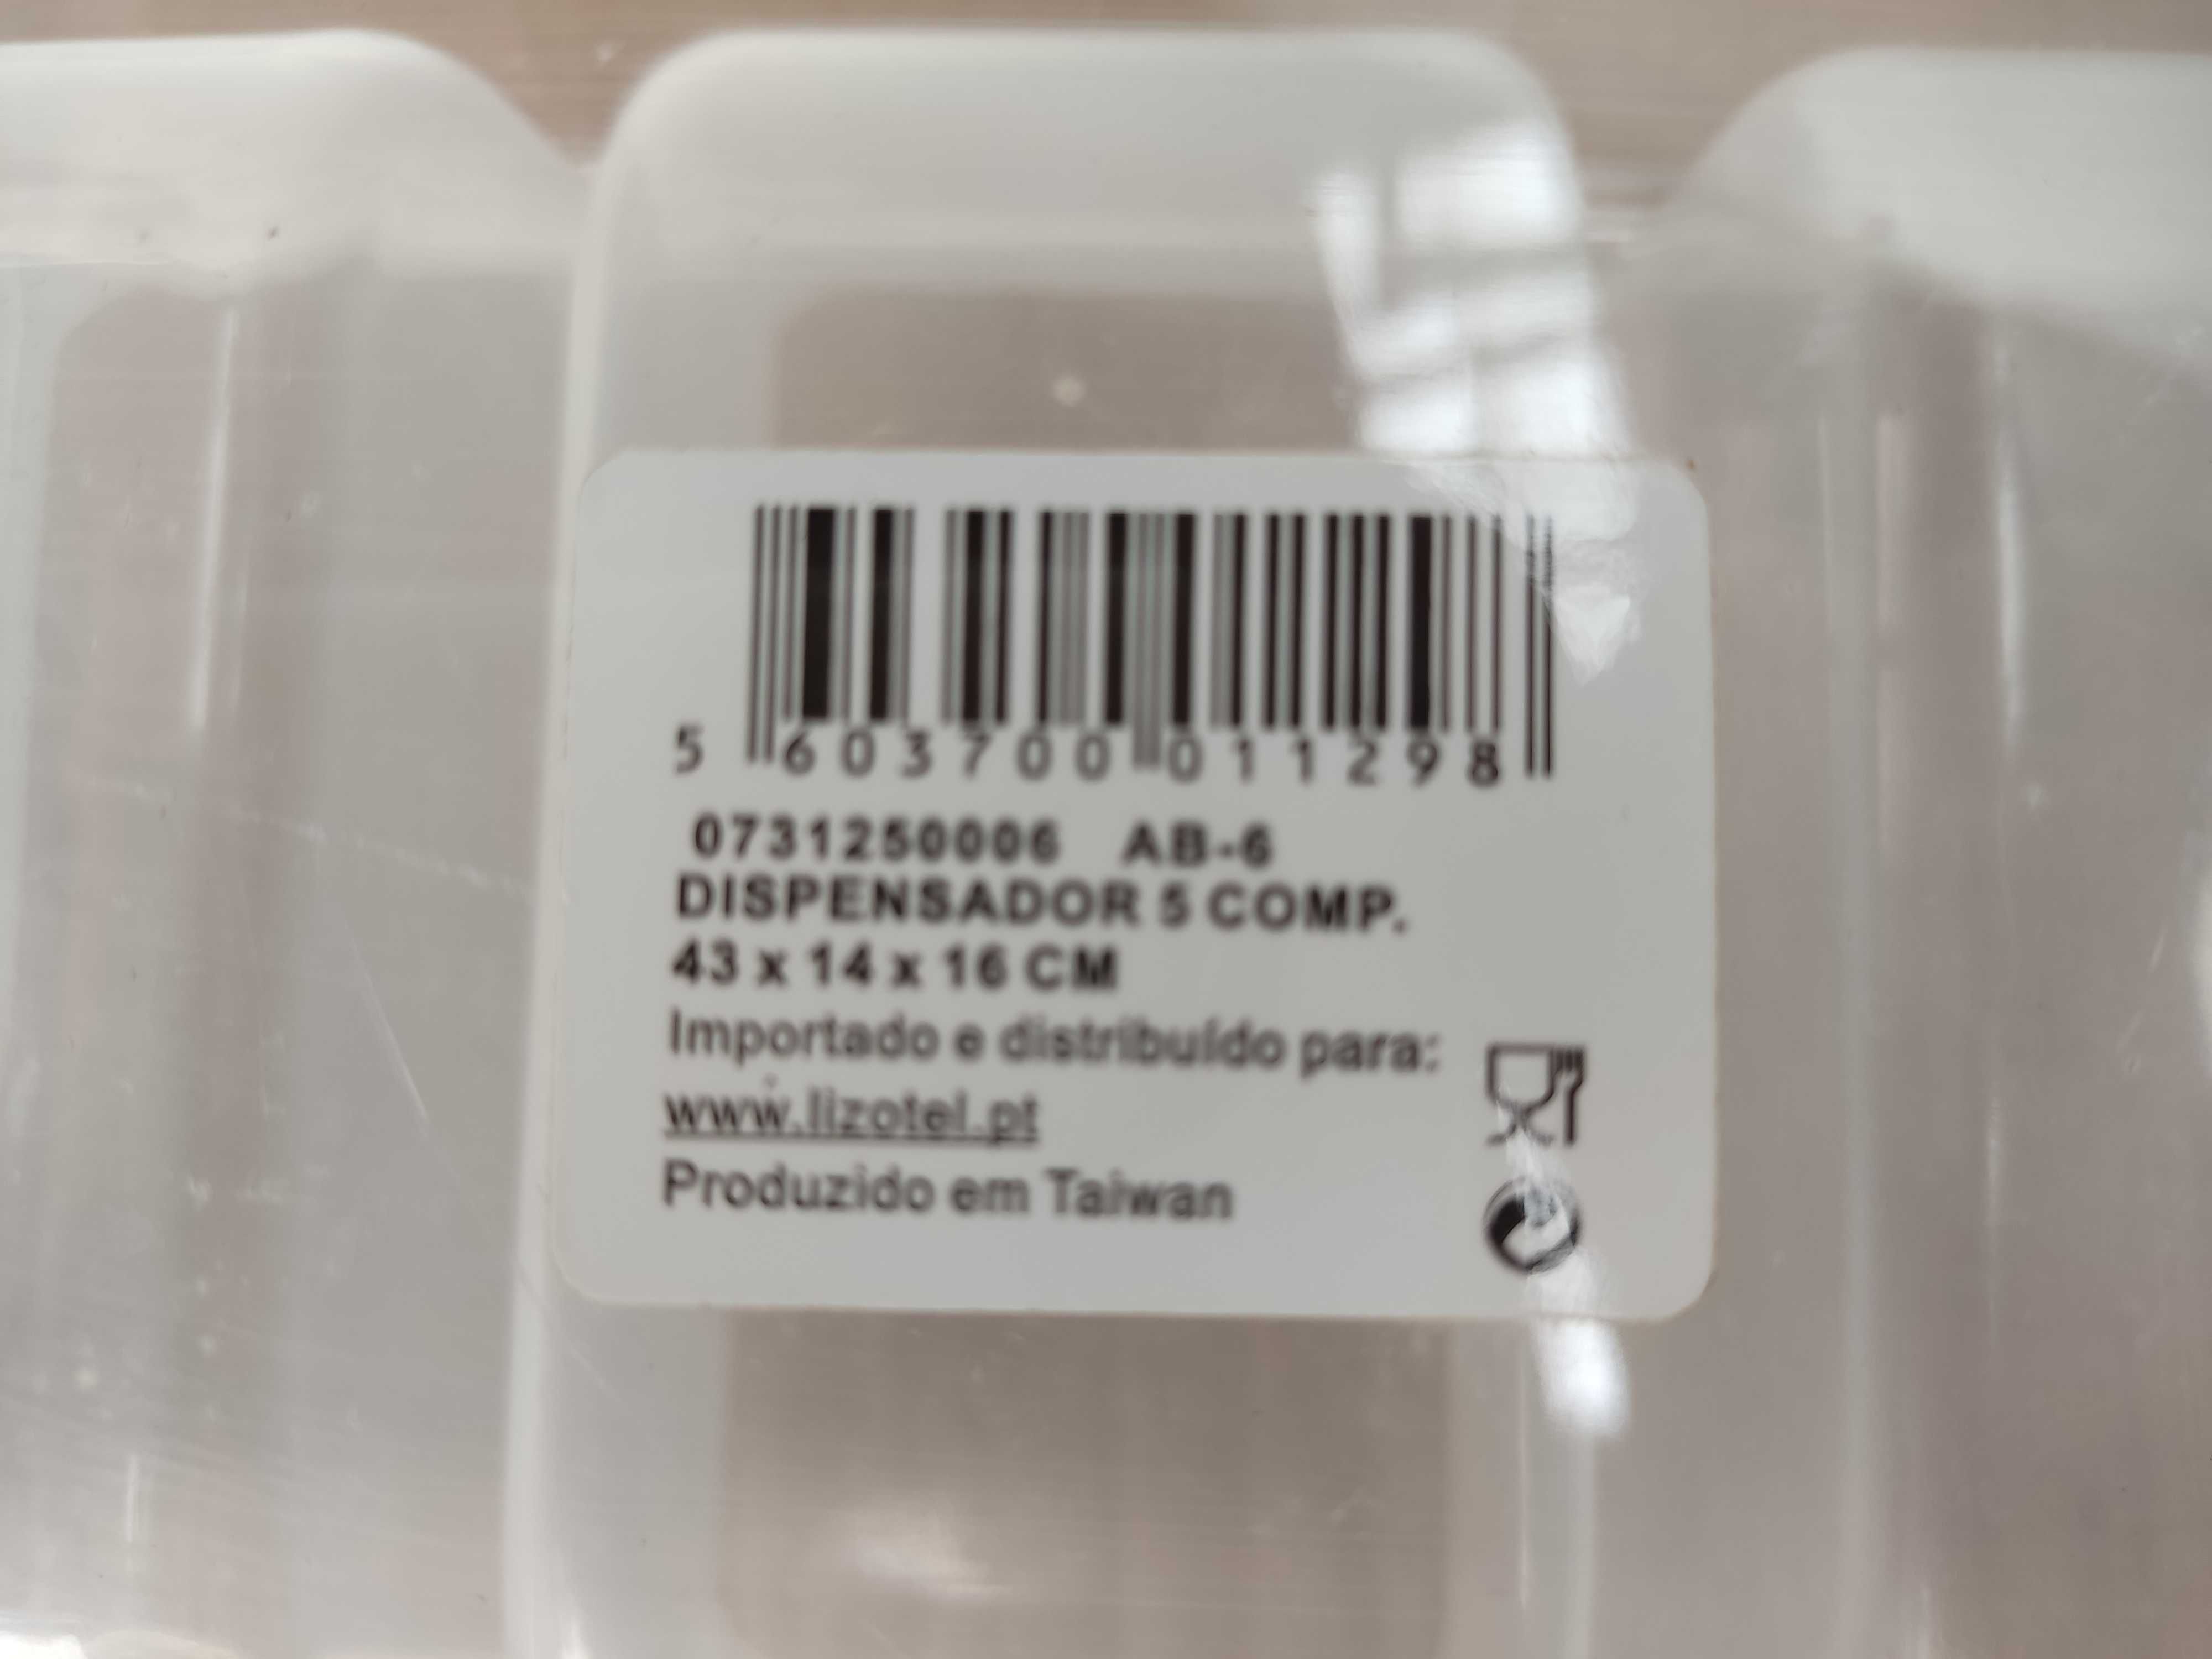 5 603700 011298
0731250006 AB-6
DISPENSADOR 5 COMP.
43 x 14 x 16 CM
Importado e distribuído para:
www.lizotel.pt
Produzido em Taiwan